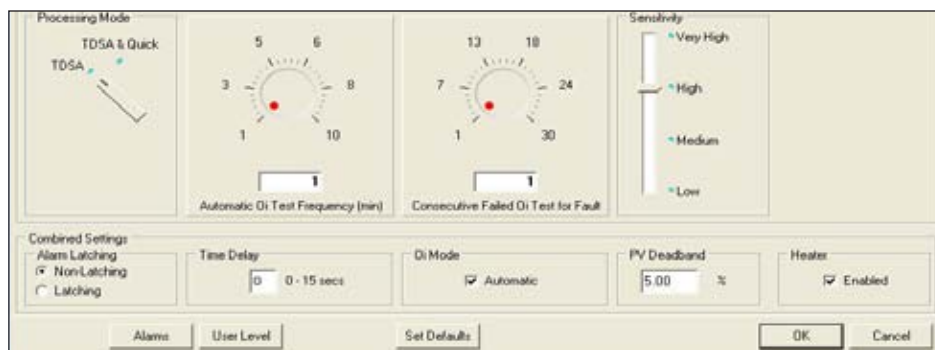 Processing Mode
TDSA & Quick
TDSA
5 6
3 8
1 10
1
Automatic Oi Test Frequency (min)
13 18
7 24
1 30
1
Consecutive Failed Oi Test for Fault
Sensitivity
Very High
High
Medium
Low
Combined Settings
Alarm Latching
Non-Latching
Latching
Time Delay
0 0 - 15 secs
Oi Mode
Automatic
PV Deadband
5.00 %
Heater
Enabled
Alarms User Level Set Defaults OK Cancel